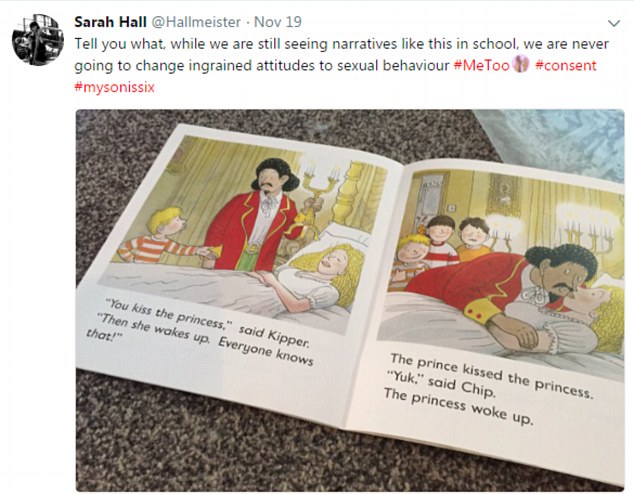 Sarah Hall @Hallmeister · Nov 19
Tell you what, while we are still seeing narratives like this in school, we are never
going to change ingrained attitudes to sexual behaviour #MeToo #consent
#mysonissix
"You kiss the princess," said Kipper.
"Then she wakes up. Everyone knows
that!"
The prince kissed the princess.
"Yuk," said Chip.
The princess woke up.